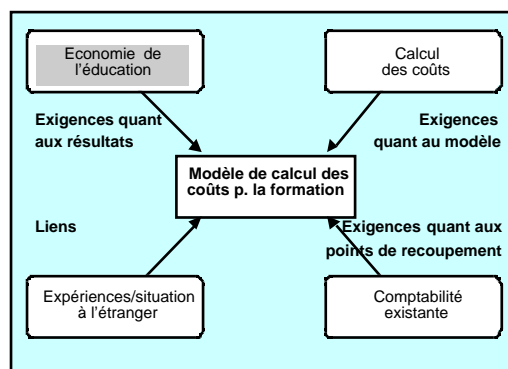 Economie de
l'éducation
Calcul
des coûts
Exigences quant
aux résultats
Exigences
quant au modèle
Modèle de calcul des
coûts p. la formation
Liens
Exigences quant aux
points de recoupement
Expériences/situation
à l'étranger
Comptabilité
existante